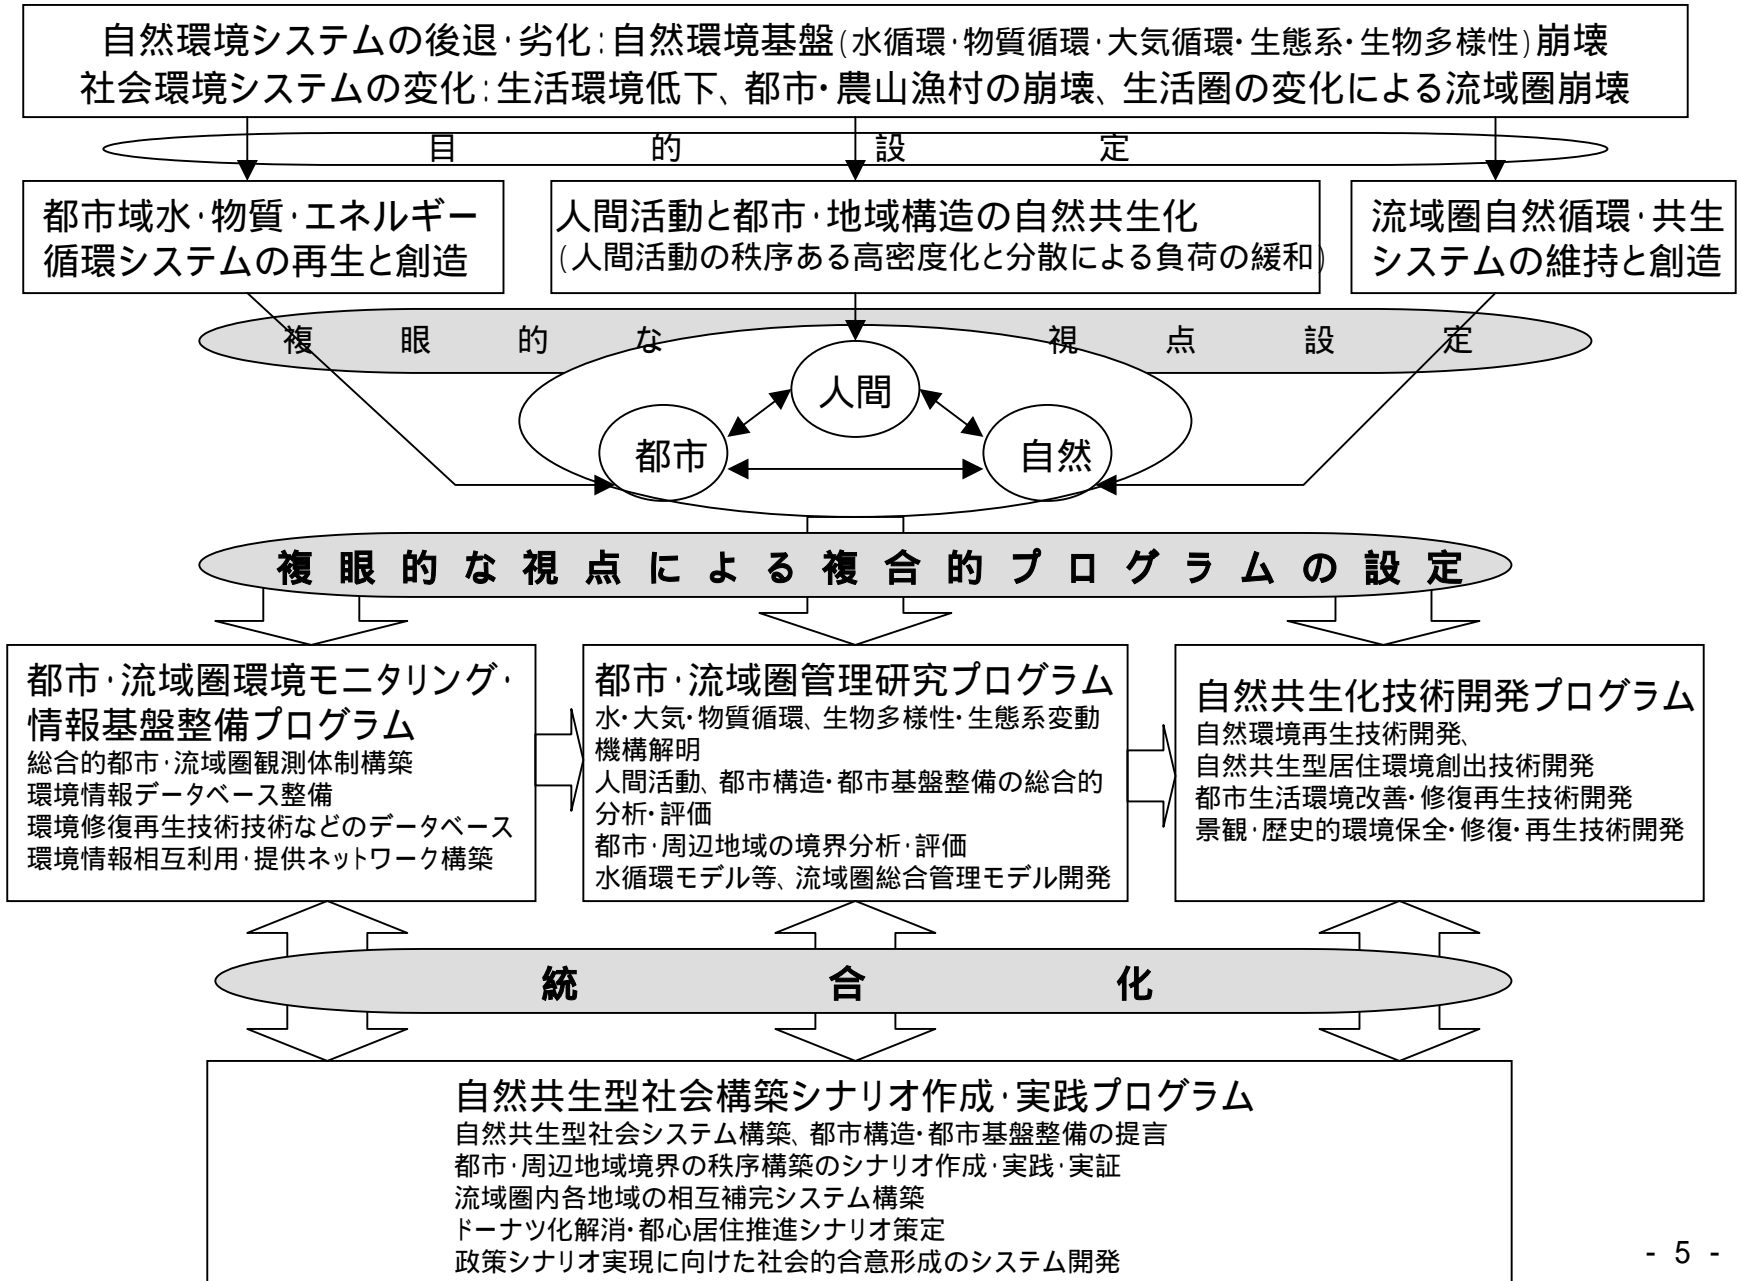 自然環境システムの後退・劣化:自然環境基盤(水循環・物質循環・大気循環・生態系・生物多様性)崩壊
社会環境システムの変化:生活環境低下、都市・農山漁村の崩壊、生活圏の変化による流域圏崩壊
目的設定
都市域水・物質・エネルギー
循環システムの再生と創造
人間活動と都市・地域構造の自然共生化
(人間活動の秩序ある高密度化と分散による負荷の緩和)
流域圏自然循環・共生
システムの維持と創造
複眼的な視点設定
人間
都市
自然
複眼的な視点による複合的プログラムの設定
都市・流域圏環境モニタリング・
情報基盤整備プログラム
総合的都市・流域圏観測体制構築
環境情報データベース整備
環境修復再生技術技術などのデータベース
環境情報相互利用・提供ネットワーク構築
都市・流域圏管理研究プログラム
水・大気・物質循環、生物多様性・生態系変動
機構解明
人間活動、都市構造・都市基盤整備の総合的
分析・評価
都市・周辺地域の境界分析・評価
水循環モデル等、流域圏総合管理モデル開発
自然共生化技術開発プログラム
自然環境再生技術開発、
自然共生型居住環境創出技術開発
都市生活環境改善・修復再生技術開発
景観・歴史的環境保全・修復・再生技術開発
統合化
自然共生型社会構築シナリオ作成・実践プログラム
自然共生型社会システム構築、都市構造・都市基盤整備の提言
都市・周辺地域境界の秩序構築のシナリオ作成・実践・実証
流域圏内各地域の相互補完システム構築
ドーナツ化解消・都心居住推進シナリオ策定
政策シナリオ実現に向けた社会的合意形成のシステム開発
- 5 -